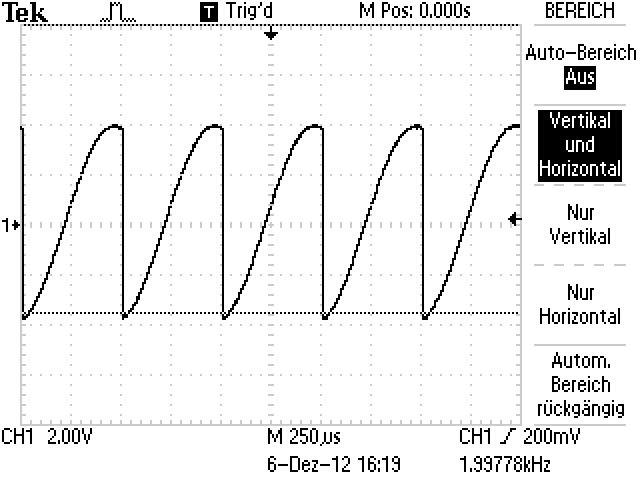 Tek
T Trig'd
M Pos: 0.000s
BEREICH
Auto-Bereich
Aus
Vertikal
und
Horizontal
1
Nur
Vertikal
Nur
Horizontal
Autom.
Bereich
rückgängig
CH1 2.00V
M 250µs
CH1 200mV
6-Dez-12 16:19
1.99778kHz